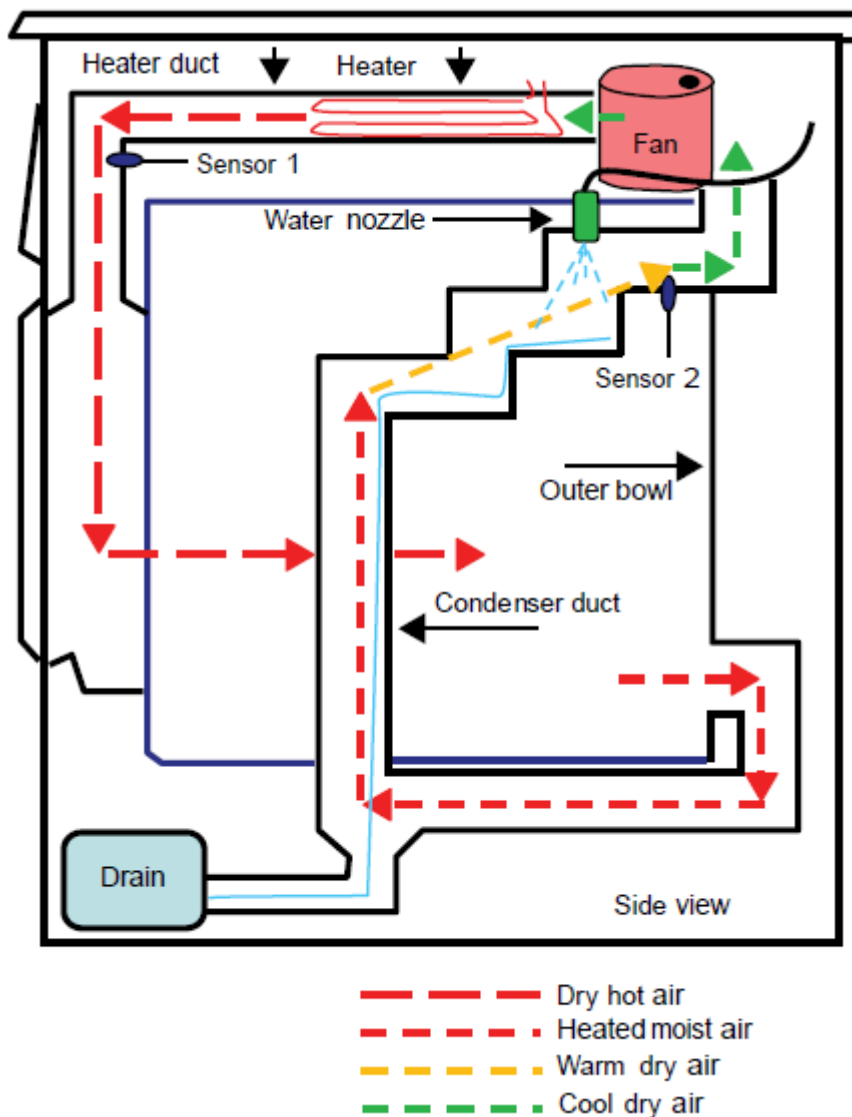 Heater duct
Heater
Fan
Sensor 1
Water nozzle
Sensor 2
Outer bowl
Condenser duct
Drain
Side view
Dry hot air
Heated moist air
Warm dry air
Cool dry air